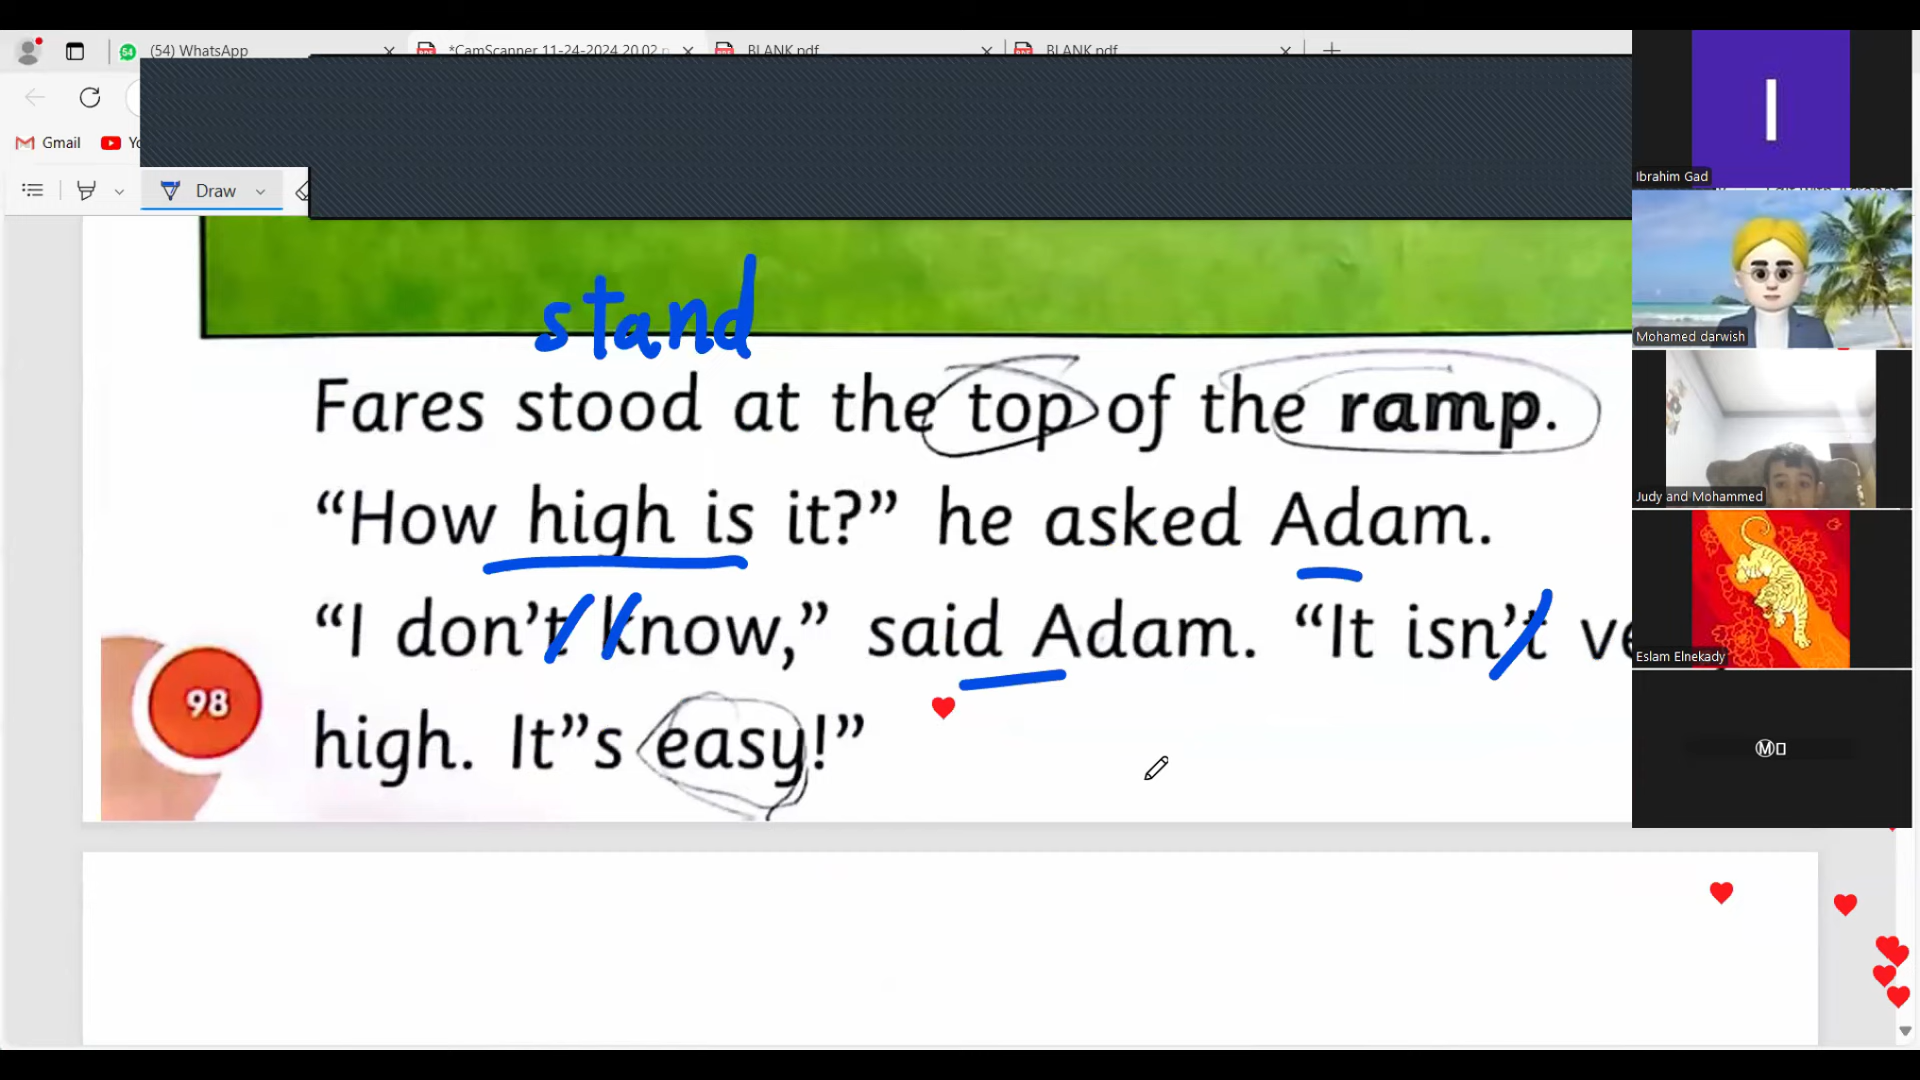 (54) WhatsApp
*CamScanner 11-24-2024 20.02
BLANK.pdf
BLANK.pdf
Gmail
Draw
Ibrahim Gad
I
Mohamed darwish
Judy and Mohammed
Eslam Elnekady
stand
Fares stood at the top of the ramp.
“How high is it?” he asked Adam.
“I don’t know,” said Adam. “It isn’t ve
high. It”s easy!”
98